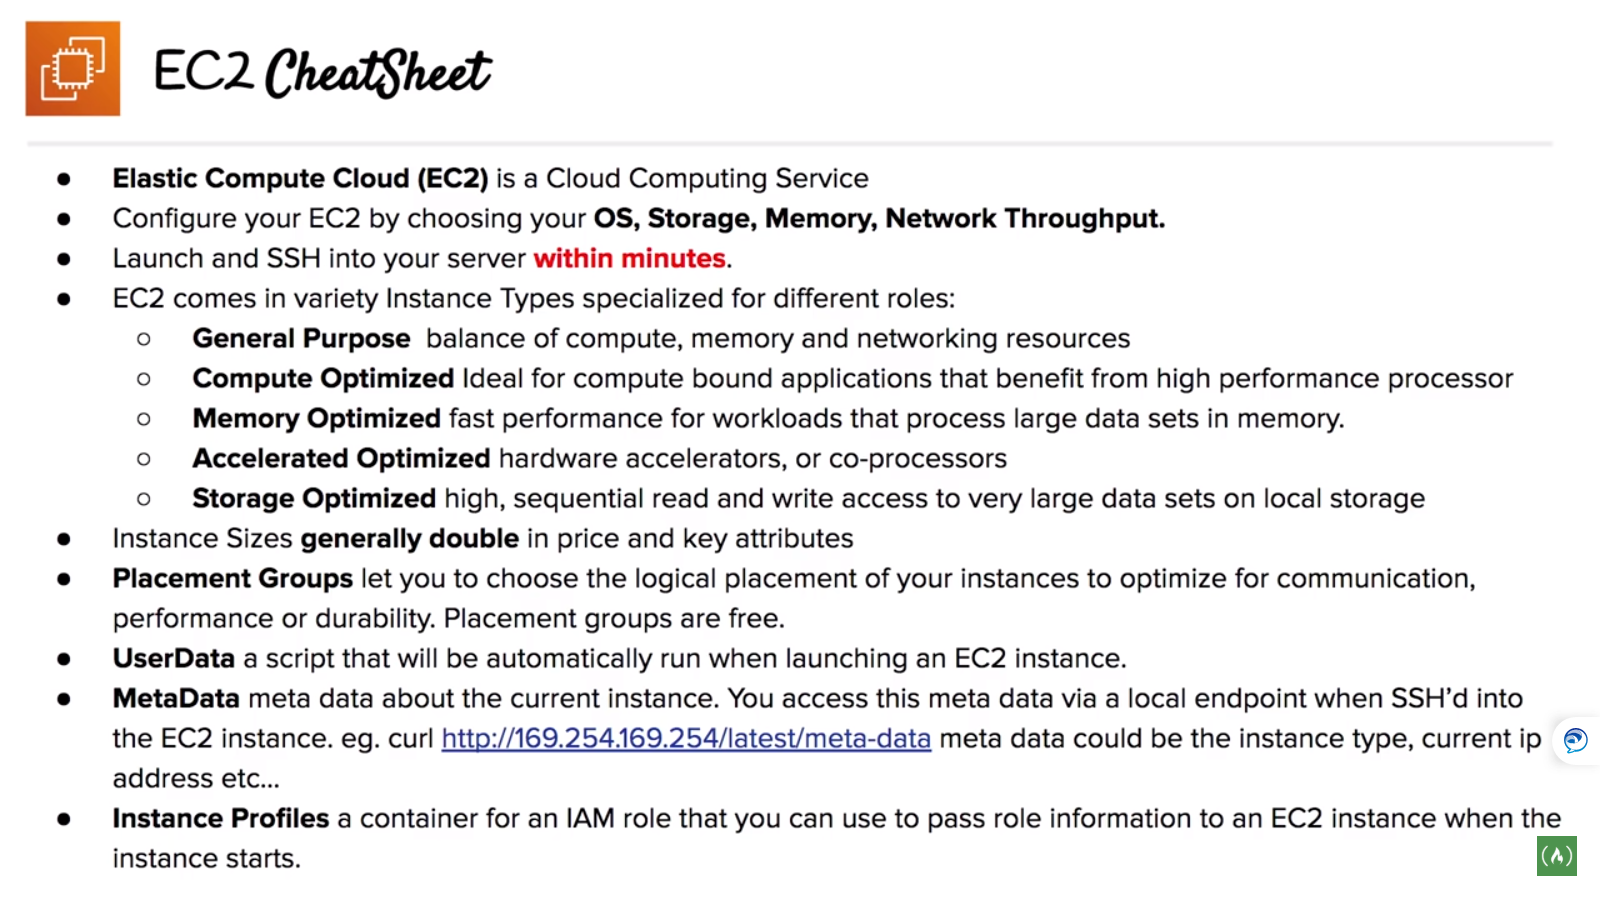 EC2 CheatSheet
● Elastic Compute Cloud (EC2) is a Cloud Computing Service
● Configure your EC2 by choosing your OS, Storage, Memory, Network Throughput.
● Launch and SSH into your server within minutes.
● EC2 comes in variety Instance Types specialized for different roles:
○ General Purpose balance of compute, memory and networking resources
○ Compute Optimized Ideal for compute bound applications that benefit from high performance processor
○ Memory Optimized fast performance for workloads that process large data sets in memory.
○ Accelerated Optimized hardware accelerators, or co-processors
○ Storage Optimized high, sequential read and write access to very large data sets on local storage
● Instance Sizes generally double in price and key attributes
● Placement Groups let you to choose the logical placement of your instances to optimize for communication,
performance or durability. Placement groups are free.
● UserData a script that will be automatically run when launching an EC2 instance.
● MetaData meta data about the current instance. You access this meta data via a local endpoint when SSH’d into
the EC2 instance. eg. curl http://169.254.169.254/latest/meta-data meta data could be the instance type, current ip
address etc...
● Instance Profiles a container for an IAM role that you can use to pass role information to an EC2 instance when the
instance starts.